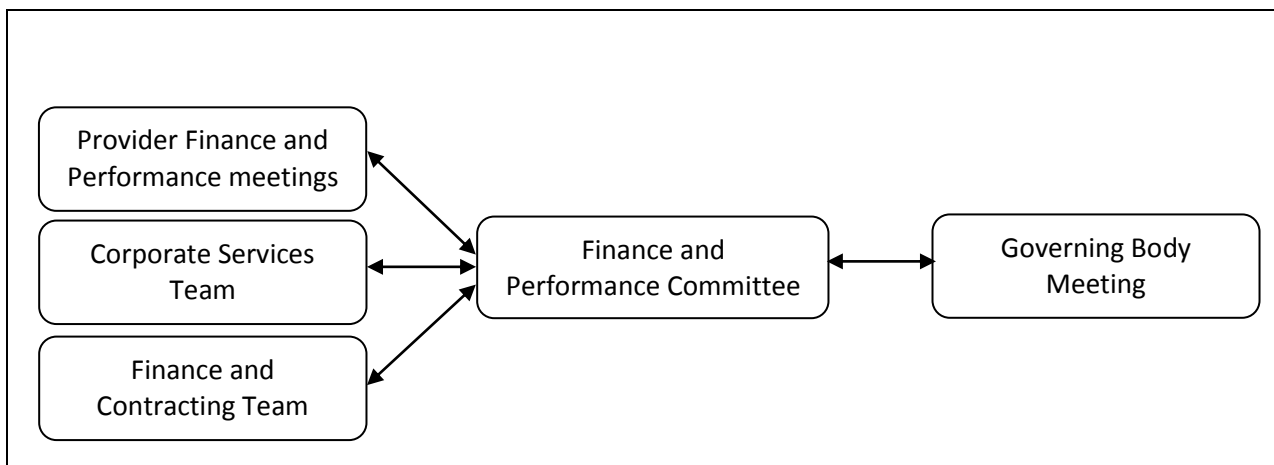 Provider Finance and
Performance meetings
Corporate Services
Team
Finance and
Contracting Team
Finance and
Performance Committee
Governing Body
Meeting